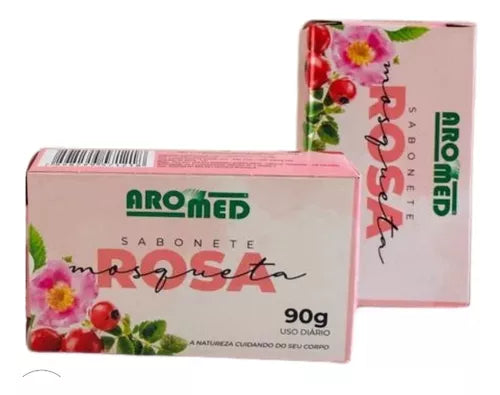 AROMED
SABONETE
ROSA
mosqueta
90g
USO DIÁRIO
A NATUREZA CUIDANDO DO SEU CORPO
AROMED
SABONETE
ROSA
mosqueta